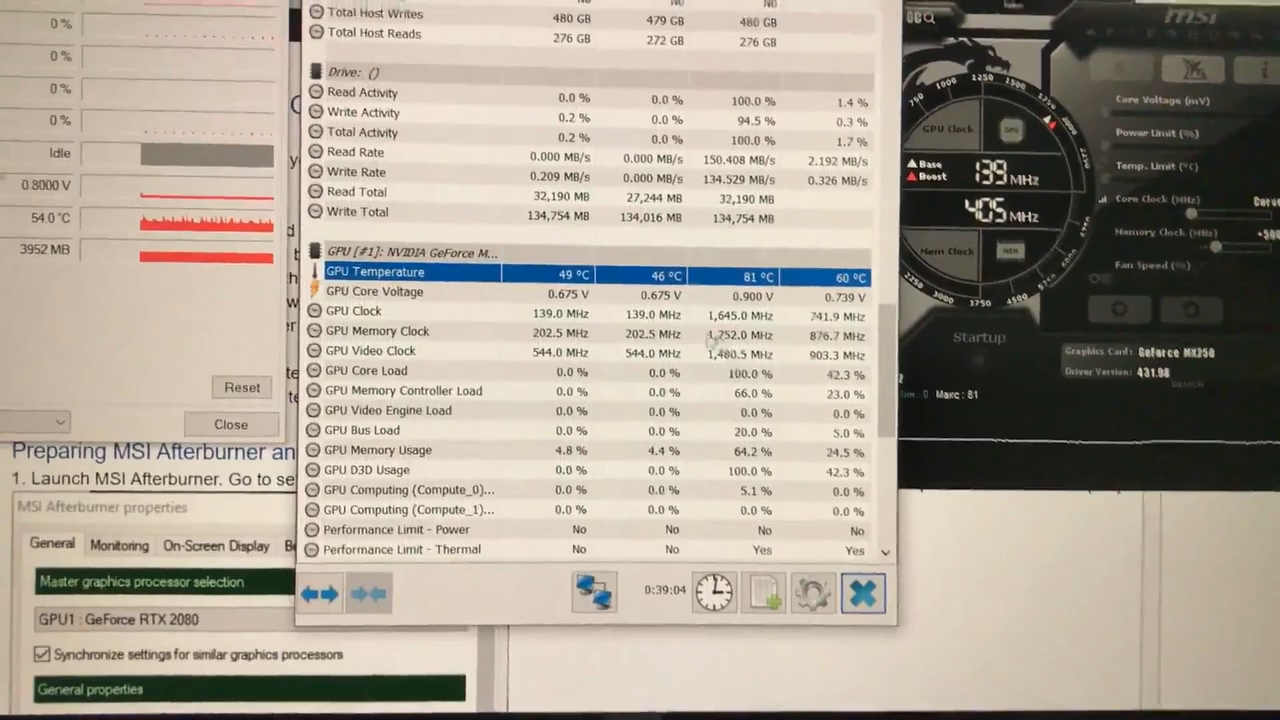 0 %
0 %
0 %
0 %
Idle
0.8000 V
54.0 °C
3952 MB
Reset
Close
Preparing MSI Afterburner an
1. Launch MSI Afterburner. Go to se
MSI Afterburner properties
General Monitoring On-Screen Display
Master graphics processor selection
GPU1 : GeForce RTX 2080
Synchronize settings for similar graphics processors
General properties
Total Host Writes 480 GB 479 GB 480 GB
Total Host Reads 276 GB 272 GB 276 GB
Drive: ()
Read Activity 0.0 % 0.0 % 100.0 % 1.4 %
Write Activity 0.2 % 0.0 % 94.5 % 0.3 %
Total Activity 0.2 % 0.0 % 100.0 % 1.7 %
Read Rate 0.000 MB/s 0.000 MB/s 150.408 MB/s 2.192 MB/s
Write Rate 0.209 MB/s 0.000 MB/s 134.529 MB/s 0.326 MB/s
Read Total 32,190 MB 27,244 MB 32,190 MB
Write Total 134,754 MB 134,016 MB 134,754 MB
GPU [#1]: NVIDIA GeForce M...
GPU Temperature 49 °C 46 °C 81 °C 60 °C
GPU Core Voltage 0.675 V 0.675 V 0.900 V 0.739 V
GPU Clock 139.0 MHz 139.0 MHz 1,645.0 MHz 741.9 MHz
GPU Memory Clock 202.5 MHz 202.5 MHz 1,752.0 MHz 876.7 MHz
GPU Video Clock 544.0 MHz 544.0 MHz 1,480.5 MHz 903.3 MHz
GPU Core Load 0.0 % 0.0 % 100.0 % 42.3 %
GPU Memory Controller Load 0.0 % 0.0 % 66.0 % 23.0 %
GPU Video Engine Load 0.0 % 0.0 % 0.0 % 0.0 %
GPU Bus Load 0.0 % 0.0 % 20.0 % 5.0 %
GPU Memory Usage 4.8 % 4.4 % 64.2 % 24.5 %
GPU D3D Usage 0.0 % 0.0 % 100.0 % 42.3 %
GPU Computing (Compute_0)... 0.0 % 0.0 % 5.1 % 0.0 %
GPU Computing (Compute_1)... 0.0 % 0.0 % 0.0 % 0.0 %
Performance Limit - Power No No No No
Performance Limit - Thermal No No Yes Yes
0:39:04
msi
750 1000 1250 1500 1750 2000
GPU Clock GPU
Base
Boost
139 MHz
405 MHz
Mem Clock MEM
2250 3000 3750 4500
Startup
Core Voltage (mV)
Power Limit (%)
Temp. Limit (°C)
Core Clock (MHz) Curve
Memory Clock (MHz)
Fan Speed (%)
Graphics Card: GeForce MX250
Driver Version: 431.98
Макс: 81